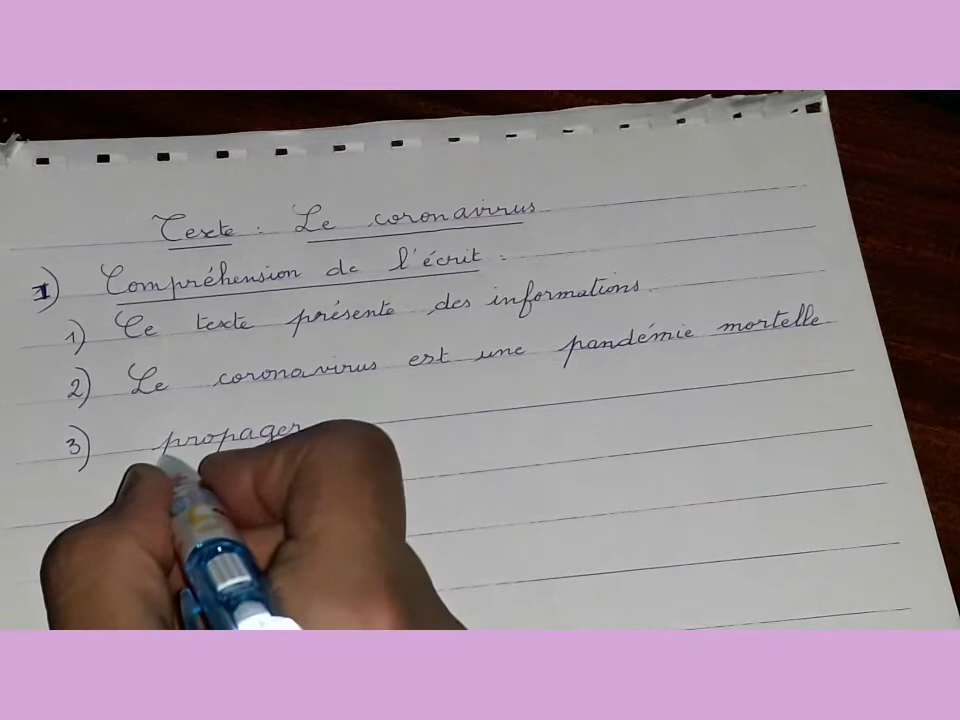 Texte : Le coronavirus
I) Compréhension de l'écrit :
1) Ce texte présente des informations.
2) Le coronavirus est une pandémie mortelle
3) propager